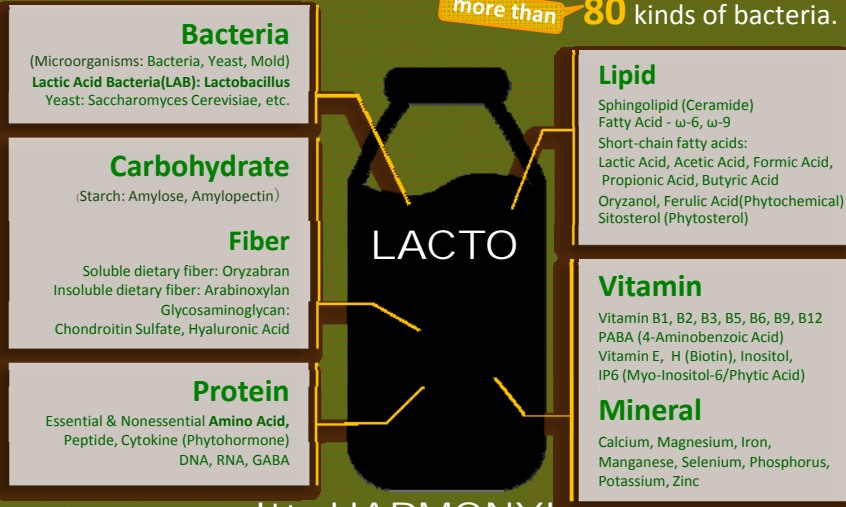 more than 80 kinds of bacteria.
Bacteria
(Microorganisms: Bacteria, Yeast, Mold)
Lactic Acid Bacteria(LAB): Lactobacillus
Yeast: Saccharomyces Cerevisiae, etc.
Carbohydrate
(Starch: Amylose, Amylopectin)
Fiber
Soluble dietary fiber: Oryzabran
Insoluble dietary fiber: Arabinoxylan
Glycosaminoglycan:
Chondroitin Sulfate, Hyaluronic Acid
Protein
Essential & Nonessential Amino Acid,
Peptide, Cytokine (Phytohormone)
DNA, RNA, GABA
LACTO
Lipid
Sphingolipid (Ceramide)
Fatty Acid - ω-6, ω-9
Short-chain fatty acids:
Lactic Acid, Acetic Acid, Formic Acid,
Propionic Acid, Butyric Acid
Oryzanol, Ferulic Acid(Phytochemical)
Sitosterol (Phytosterol)
Vitamin
Vitamin B1, B2, B3, B5, B6, B9, B12
PABA (4-Aminobenzoic Acid)
Vitamin E, H (Biotin), Inositol,
IP6 (Myo-Inositol-6/Phytic Acid)
Mineral
Calcium, Magnesium, Iron,
Manganese, Selenium, Phosphorus,
Potassium, Zinc
HARMONY